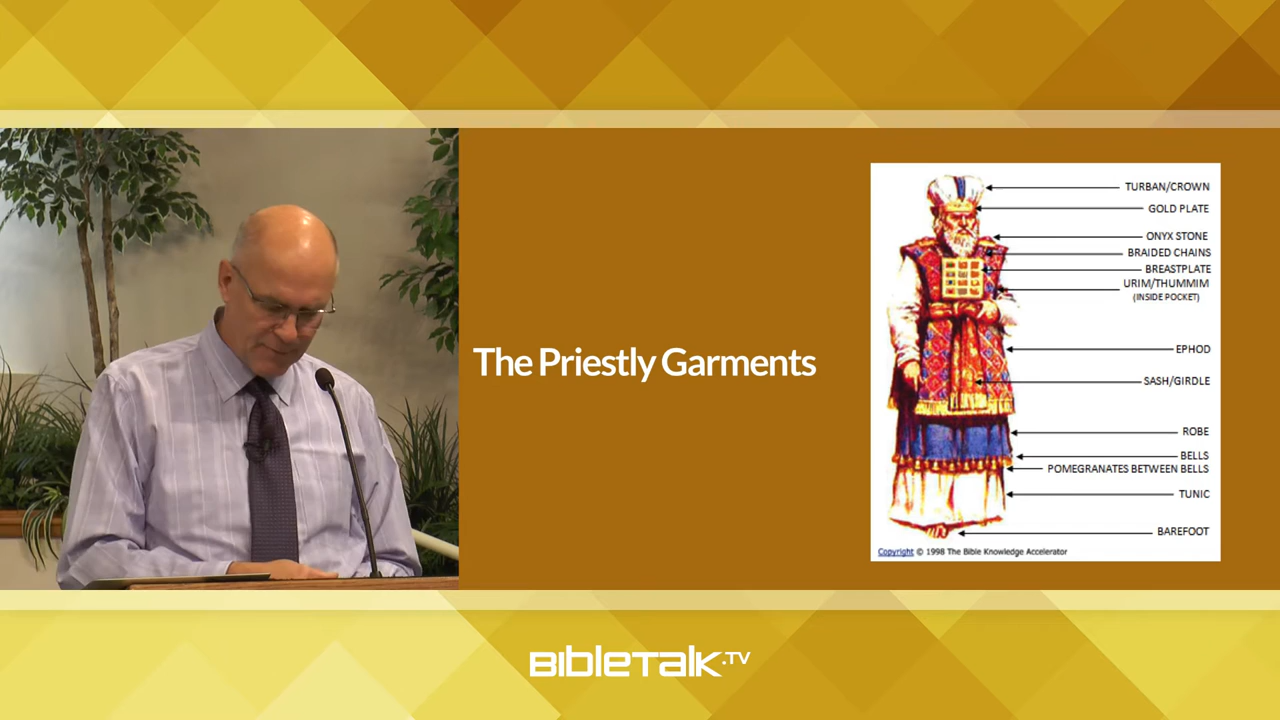 The Priestly Garments
TURBAN/CROWN
GOLD PLATE
ONYX STONE
BRAIDED CHAINS
BREASTPLATE
URIM/THUMMIM
(INSIDE POCKET)
EPHOD
SASH/GIRDLE
ROBE
BELLS
POMEGRANATES BETWEEN BELLS
TUNIC
BAREFOOT
Copyright © 1998 The Bible Knowledge Accelerator
BIBLETALK.TV